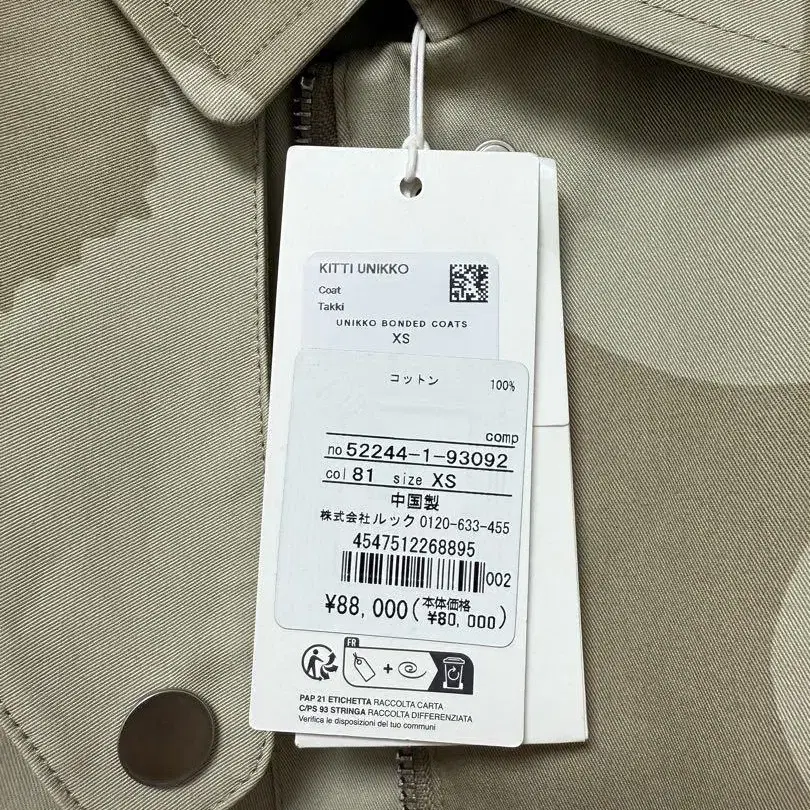 KITTI UNIKKO
Coat
Takki
UNIKKO BONDED COATS
XS
コットン 100%
comp
no 52244-1-93092
col 81 size XS
中国製
株式会社ルック 0120-633-455
4547512268895
002
¥88,000(本体価格 ¥80,000)
FR
PAP 21 ETICHETTA RACCOLTA CARTA
C/PS 93 STRINGA RACCOLTA DIFFERENZIATA
Verifica le disposizioni del tuo comuni